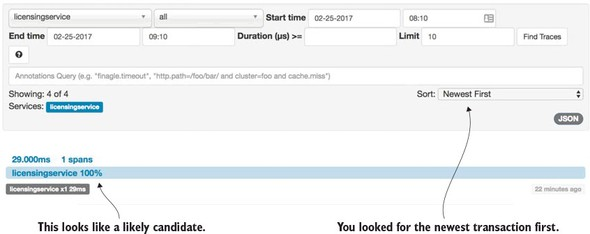 licensingservice all Start time 02-25-2017 08:10
End time 02-25-2017 09:10 Duration (µs) >= Limit 10 Find Traces
?
Annotations Query (e.g. "finagle.timeout", "http.path=/foo/bar/ and cluster=foo and cache.miss")
Showing: 4 of 4 Sort: Newest First
Services: licensingservice
JSON
29.000ms 1 spans
licensingservice 100%
licensingservice x1 29ms 22 minutes ago
This looks like a likely candidate. You looked for the newest transaction first.